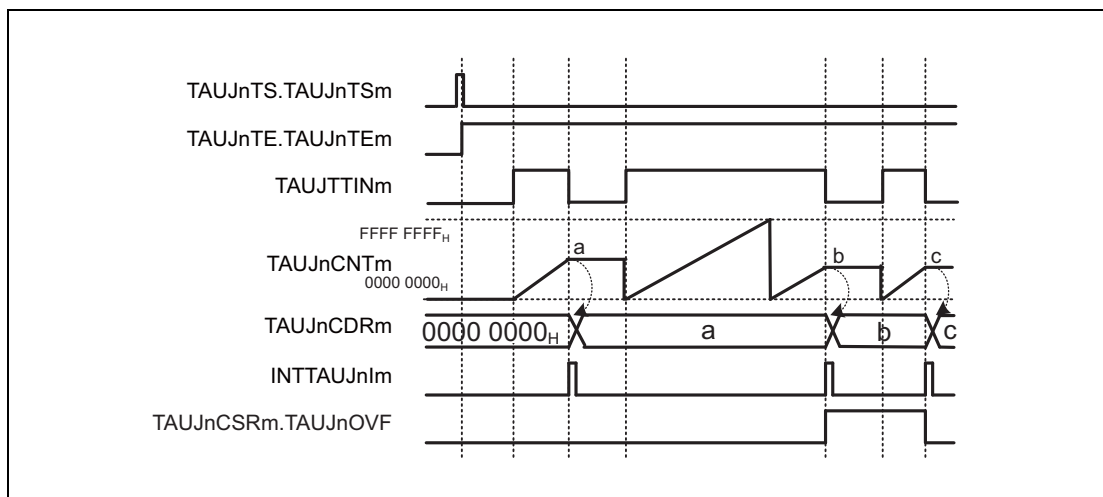 TAUJnTS.TAUJnTSm
TAUJnTE.TAUJnTEm
TAUJTTINm
FFFF FFFFH
a
b
c
TAUJnCNTm
0000 0000H
TAUJnCDRm
0000 0000H
a
b
c
INTTAUJnIm
TAUJnCSRm.TAUJnOVF